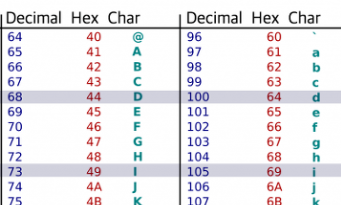 Decimal Hex Char Decimal Hex Char
64 40 @ 96 60 `
65 41 A 97 61 a
66 42 B 98 62 b
67 43 C 99 63 c
68 44 D 100 64 d
69 45 E 101 65 e
70 46 F 102 66 f
71 47 G 103 67 g
72 48 H 104 68 h
73 49 I 105 69 i
74 4A J 106 6A j
75 4B K 107 6B k